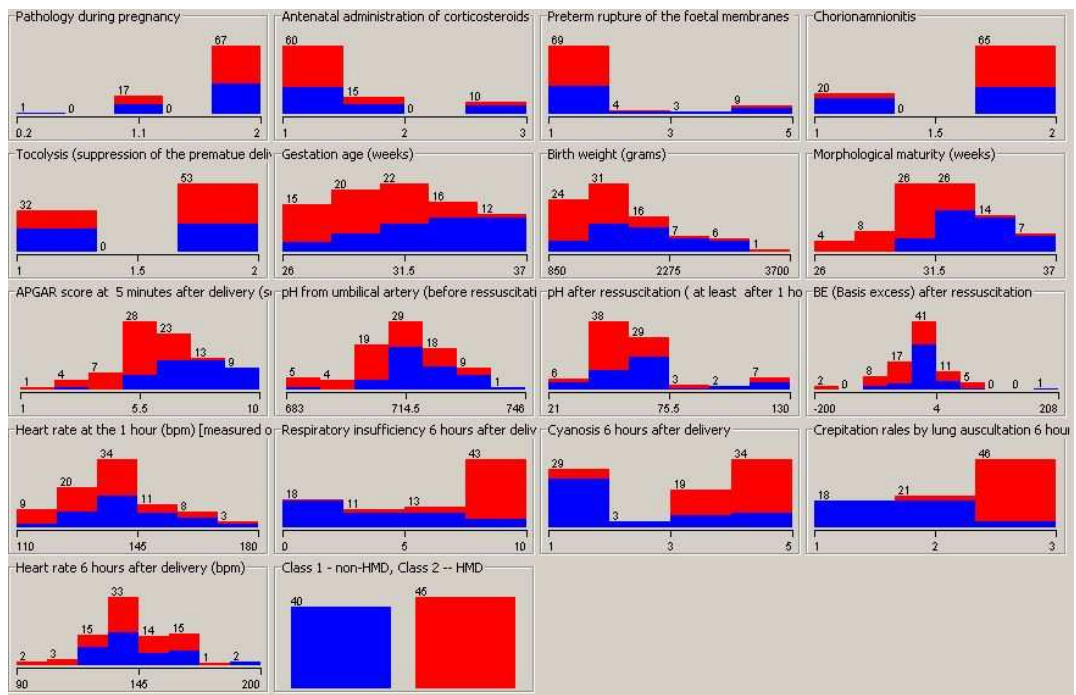 Pathology during pregnancy
67
17
1
0
0
0.2 1.1 2
Antenatal administration of corticosteroids
60
15
10
0
1 2 3
Preterm rupture of the foetal membranes
69
4
3
9
1 3 5
Chorionamnionitis
65
20
0
1 1.5 2
Tocolysis (suppression of the prematue deli
53
32
0
1 1.5 2
Gestation age (weeks)
22
20
16
15
12
26 31.5 37
Birth weight (grams)
31
24
16
7
6
1
850 2275 3700
Morphological maturity (weeks)
26 26
14
8
7
4
26 31.5 37
APGAR score at 5 minutes after delivery (s
28
23
13
9
7
4
1
1 5.5 10
pH from umbilical artery (before ressuscitati
29
19
18
9
5
4
1
683 714.5 746
pH after ressuscitation ( at least after 1 ho
38
29
6
3
2
7
21 75.5 130
BE (Basis excess) after ressuscitation
41
17
11
8
5
2
0
0
0
1
-200 4 208
Heart rate at the 1 hour (bpm) [measured o
34
20
11
9
8
3
110 145 180
Respiratory insufficiency 6 hours after deliv
43
18
11
13
0 5 10
Cyanosis 6 hours after delivery
34
29
19
3
1 3 5
Crepitation rales by lung auscultation 6 hour
46
21
18
1 2 3
Heart rate 6 hours after delivery (bpm)
33
15
14
15
2
3
1
2
90 145 200
Class 1 - non-HMD, Class 2 -- HMD
45
40